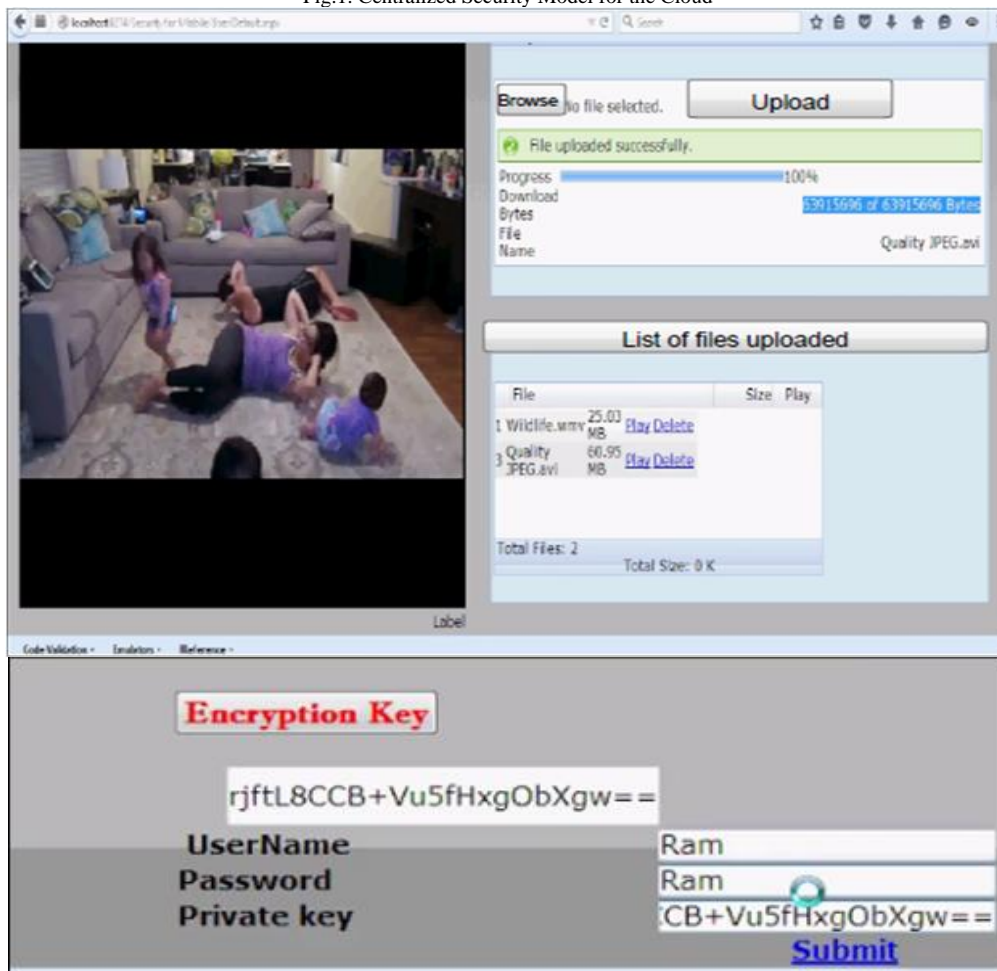 Fig.1. Centralized Security Model for the Cloud
Search
Browse No file selected. Upload
File uploaded successfully.
Progress 100%
Download Bytes 63915696 of 63915696 Bytes
File Name Quality JPEG.avi
List of files uploaded
File Size Play
1 Wildlife.wmv 25.03 MB Play Delete
3 Quality JPEG.avi 60.95 MB Play Delete
Total Files: 2
Total Size: 0 K
Label
Code Validation Emulators Reference
Encryption Key
rjftL8CCB+Vu5fHxgObXgw==
UserName Ram
Password Ram
Private key CCB+Vu5fHxgObXgw==
Submit